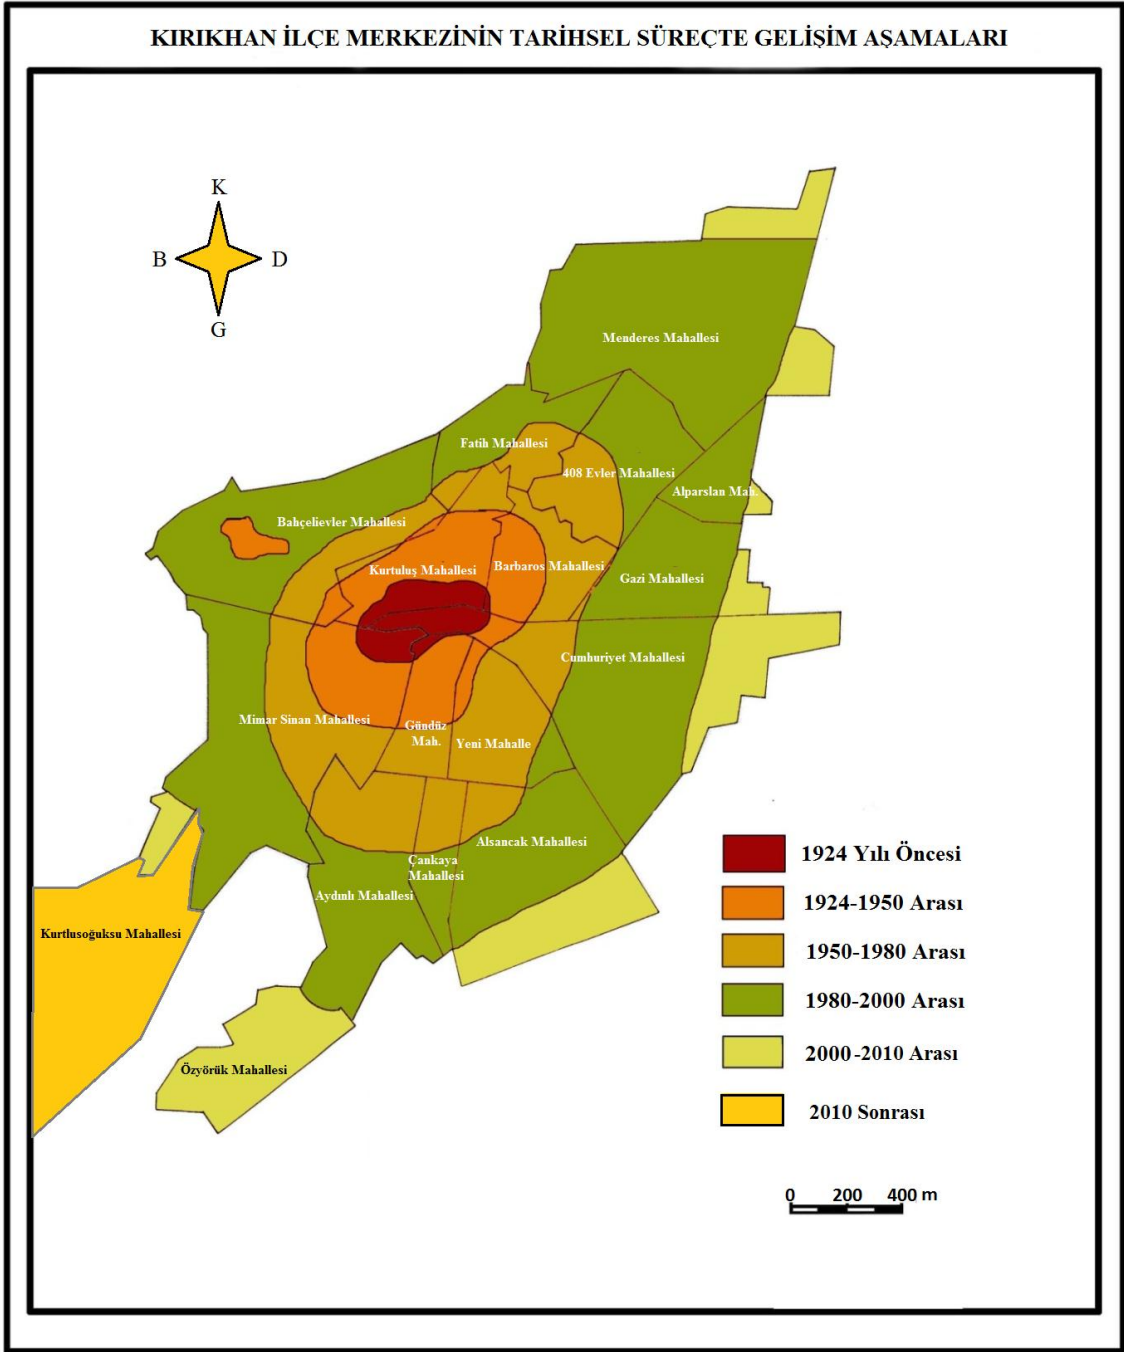 KIRIKHAN İLÇE MERKEZİNİN TARİHSEL SÜREÇTE GELİŞİM AŞAMALARI
K
B
D
G
Menderes Mahallesi
Fatih Mahallesi
408 Evler Mahallesi
Alparslan Mah.
Bahçelievler Mahallesi
Kurtuluş Mahallesi
Barbaros Mahallesi
Gazi Mahallesi
Cumhuriyet Mahallesi
Mimar Sinan Mahallesi
Gündüz
Mah.
Yeni Mahalle
Alsancak Mahallesi
Çankaya
Mahallesi
Aydınlı Mahallesi
Kurtlusoğuksu Mahallesi
Özyörük Mahallesi
1924 Yılı Öncesi
1924-1950 Arası
1950-1980 Arası
1980-2000 Arası
2000-2010 Arası
2010 Sonrası
0 200 400 m